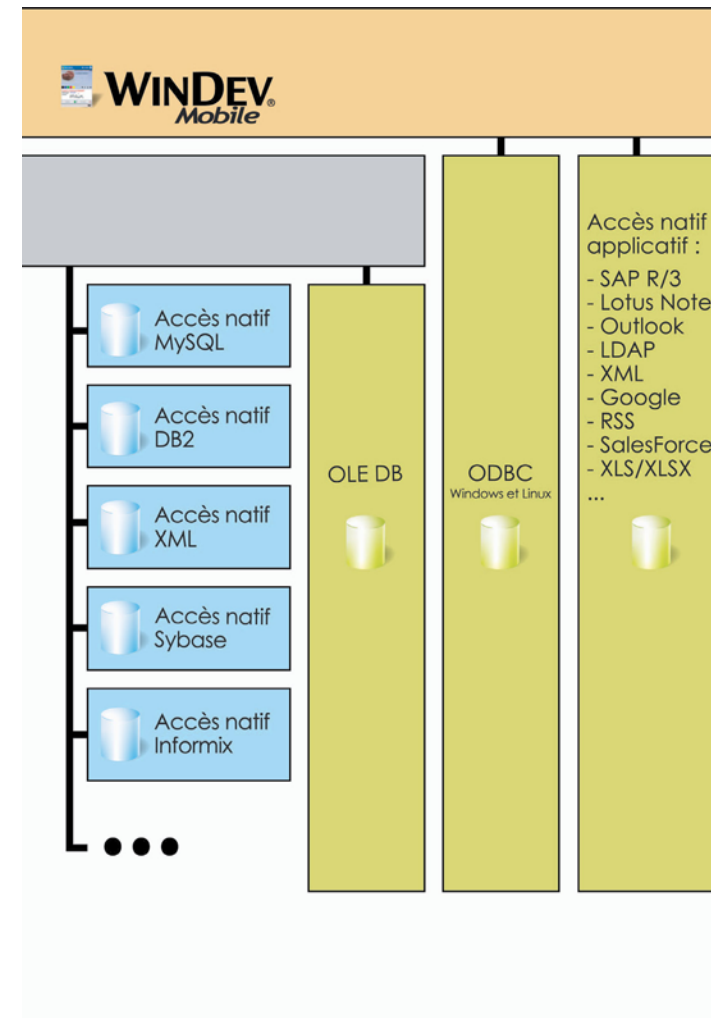 WINDEV®
Mobile
Accès natif
MySQL
Accès natif
DB2
Accès natif
XML
Accès natif
Sybase
Accès natif
Informix
OLE DB
ODBC
Windows et Linux
Accès natif
applicatif :
- SAP R/3
- Lotus Note
- Outlook
- LDAP
- XML
- Google
- RSS
- SalesForce
- XLS/XLSX
...